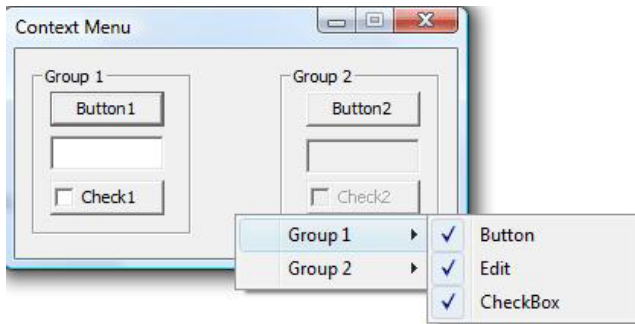 Context Menu
Group 1 Group 2
Button1 Button2
Check1 Check2
Group 1 Button
Group 2 Edit
CheckBox